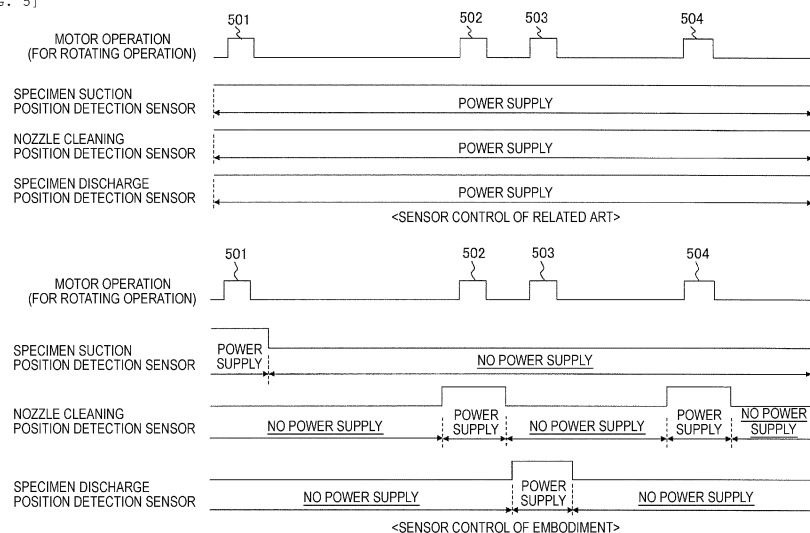 G. 5]
501 502 503 504
MOTOR OPERATION
(FOR ROTATING OPERATION)
SPECIMEN SUCTION
POSITION DETECTION SENSOR
POWER SUPPLY
NOZZLE CLEANING
POSITION DETECTION SENSOR
POWER SUPPLY
SPECIMEN DISCHARGE
POSITION DETECTION SENSOR
POWER SUPPLY
<SENSOR CONTROL OF RELATED ART>
501 502 503 504
MOTOR OPERATION
(FOR ROTATING OPERATION)
SPECIMEN SUCTION
POSITION DETECTION SENSOR
POWER
SUPPLY
NO POWER SUPPLY
NOZZLE CLEANING
POSITION DETECTION SENSOR
NO POWER SUPPLY
POWER
SUPPLY
NO POWER SUPPLY
POWER
SUPPLY
NO POWER
SUPPLY
SPECIMEN DISCHARGE
POSITION DETECTION SENSOR
NO POWER SUPPLY
POWER
SUPPLY
NO POWER SUPPLY
<SENSOR CONTROL OF EMBODIMENT>